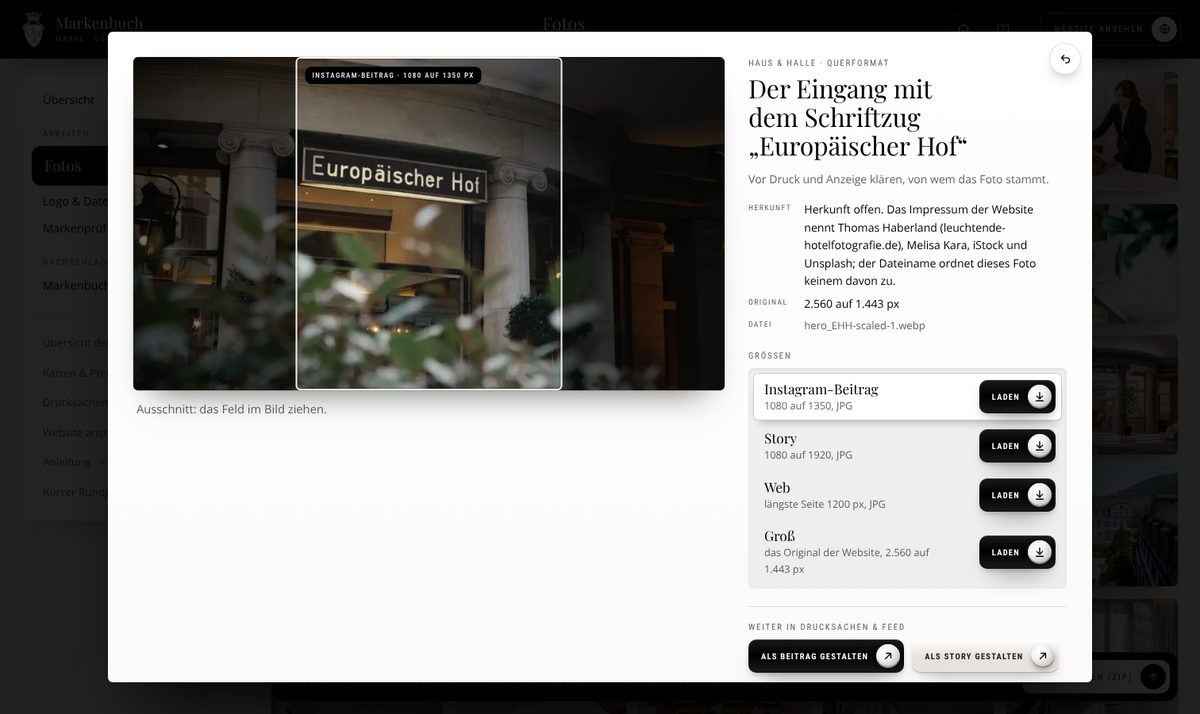 Markenbuch
Fotos
WEBSITE ANSEHEN
Übersicht
ARBEITEN
Fotos
Logo & Date
Markenprüf
NACHSCHLAG
Markenbuch
Übersicht de
Karten & Pre
Drucksachen
Website anse
Anleitung
Kurzer Rund
INSTAGRAM-BEITRAG · 1080 AUF 1350 PX
Europäischer Hof
Ausschnitt: das Feld im Bild ziehen.
HAUS & HALLE · QUERFORMAT
Der Eingang mit
dem Schriftzug
„Europäischer Hof“
Vor Druck und Anzeige klären, von wem das Foto stammt.
HERKUNFT
Herkunft offen. Das Impressum der Website
nennt Thomas Haberland (leuchtende-
hotelfotografie.de), Melisa Kara, iStock und
Unsplash; der Dateiname ordnet dieses Foto
keinem davon zu.
ORIGINAL
2.560 auf 1.443 px
DATEI
hero_EHH-scaled-1.webp
GRÖSSEN
Instagram-Beitrag
1080 auf 1350, JPG
LADEN
Story
1080 auf 1920, JPG
LADEN
Web
längste Seite 1200 px, JPG
LADEN
Groß
das Original der Website, 2.560 auf
1.443 px
LADEN
WEITER IN DRUCKSACHEN & FEED
ALS BEITRAG GESTALTEN
ALS STORY GESTALTEN
EN (ZIP)